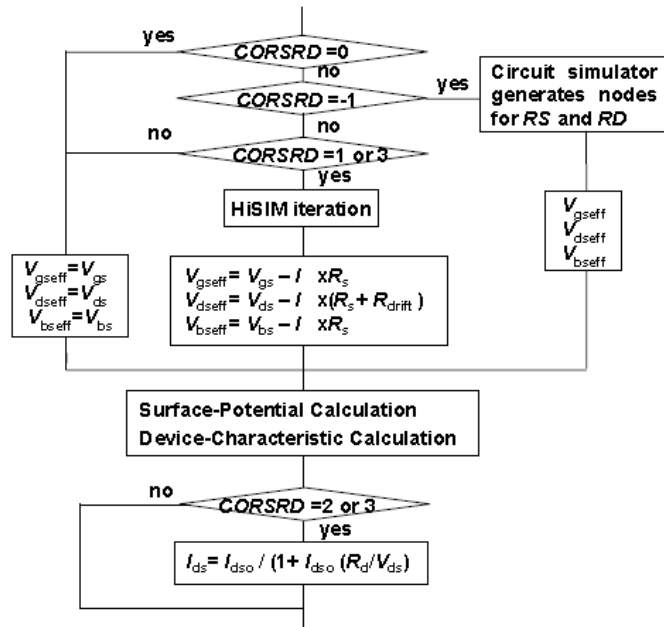 yes
CORSRD =0
no
yes
CORSRD =-1
Circuit simulator
generates nodes
for RS and RD
no
no
CORSRD =1 or 3
yes
HiSIM iteration
Vgseff
Vdseff
Vbseff
Vgseff= Vgs
Vdseff= Vds
Vbseff= Vbs
Vgseff= Vgs – I xRs
Vdseff= Vds – I x(Rs + Rdrift )
Vbseff= Vbs – I xRs
Surface-Potential Calculation
Device-Characteristic Calculation
no
CORSRD =2 or 3
yes
Ids= Idso / (1+ Idso (Rd/Vds)